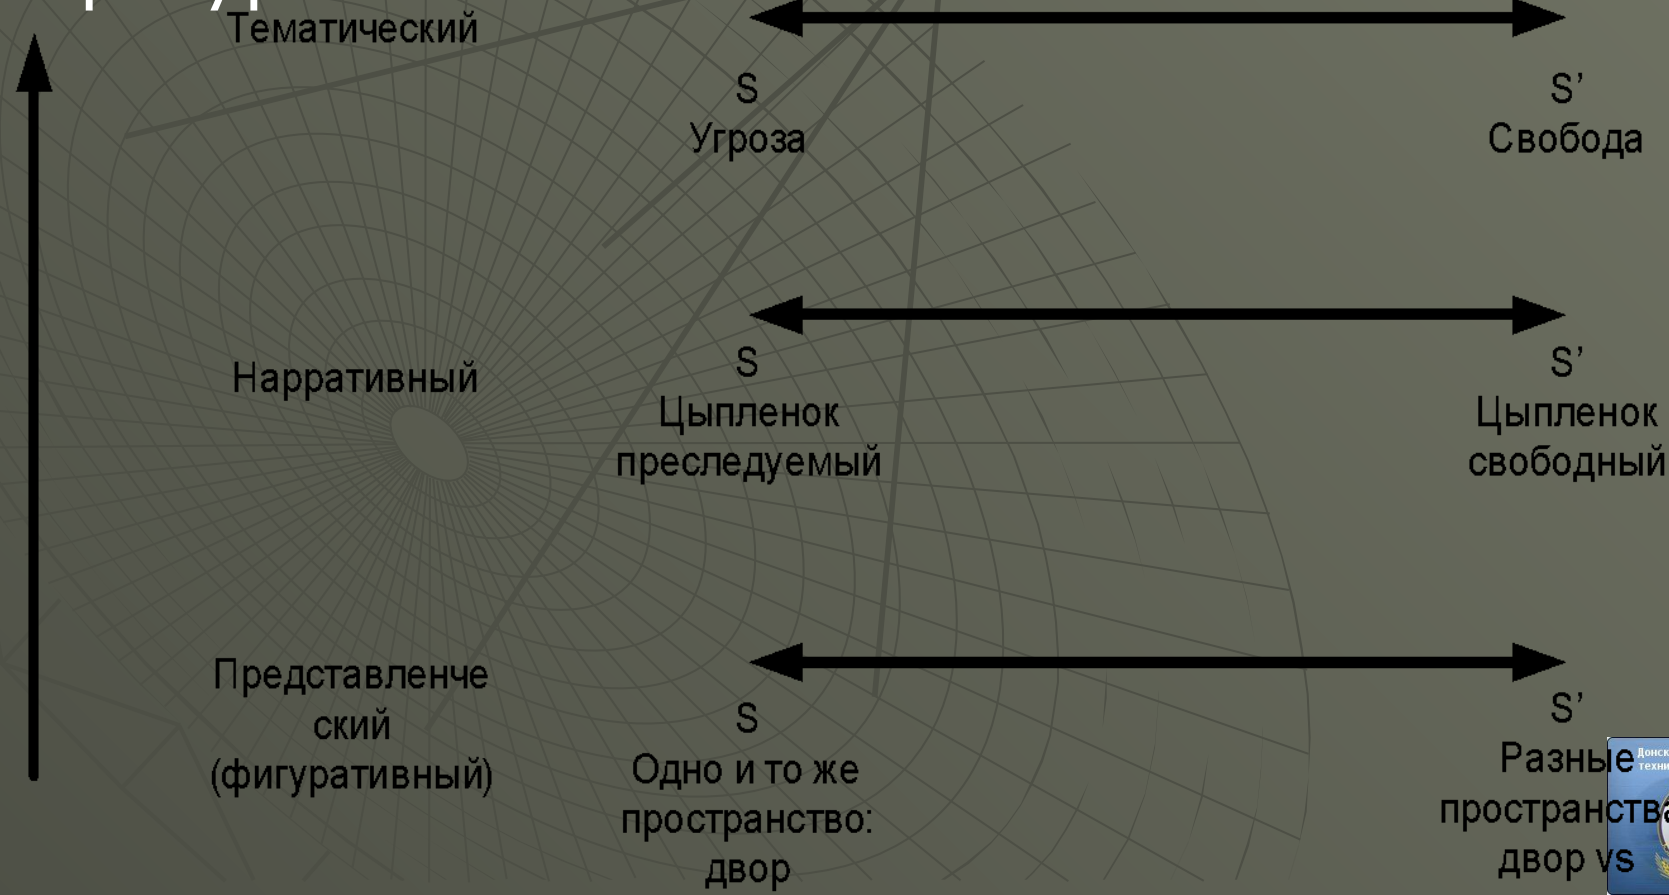 Тематический
S
Угроза
S’
Свобода
Нарративный
S
Цыпленок
преследуемый
S’
Цыпленок
свободный
Представленче
ский
(фигуративный)
S
Одно и то же
пространство:
двор
S’
Разные
пространства
двор vs